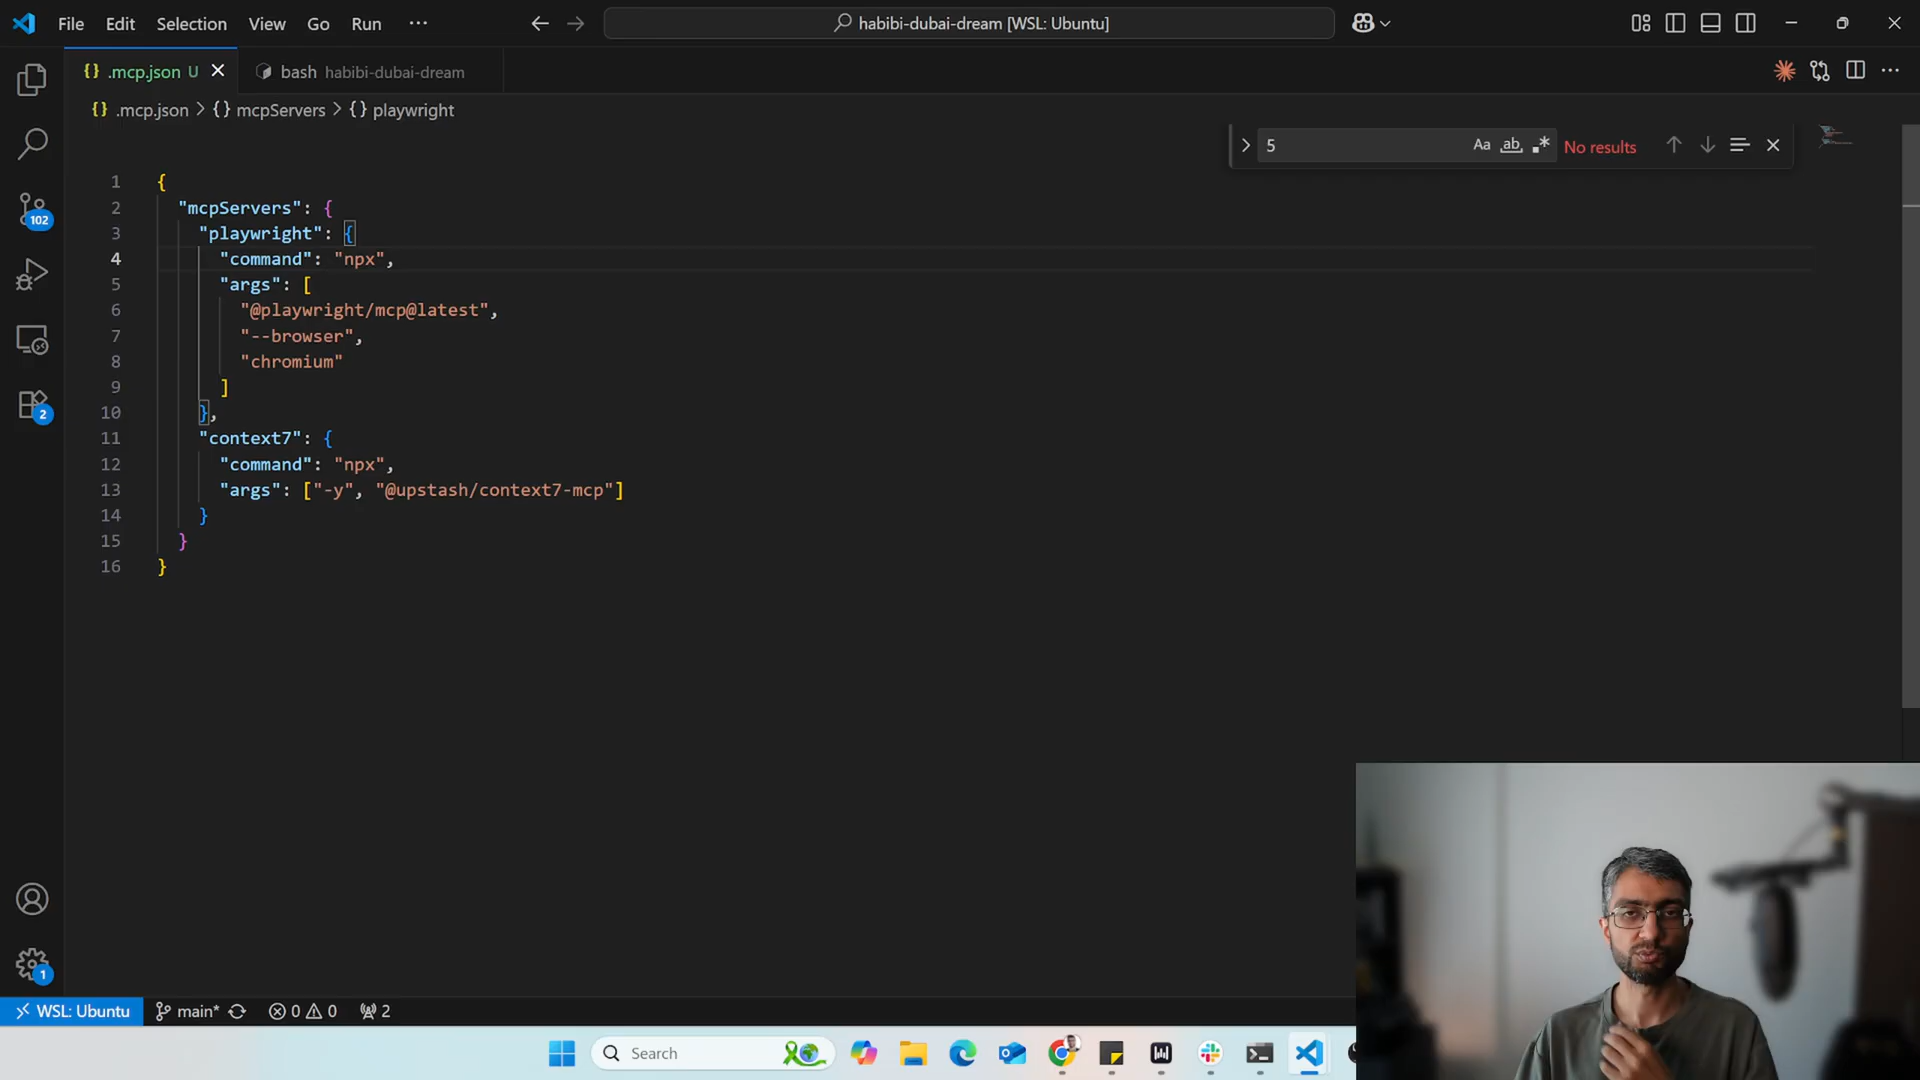 File Edit Selection View Go Run ···
habibi-dubai-dream [WSL: Ubuntu]
{} .mcp.json U
bash habibi-dubai-dream
{} .mcp.json > {} mcpServers > {} playwright
5
Aa ab .* No results
1 {
2 "mcpServers": {
3 "playwright": {
4 "command": "npx",
5 "args": [
6 "@playwright/mcp@latest",
7 "--browser",
8 "chromium"
9 ]
10 },
11 "context7": {
12 "command": "npx",
13 "args": ["-y", "@upstash/context7-mcp"]
14 }
15 }
16 }
102
2
1
WSL: Ubuntu main* 0 0 2
Search